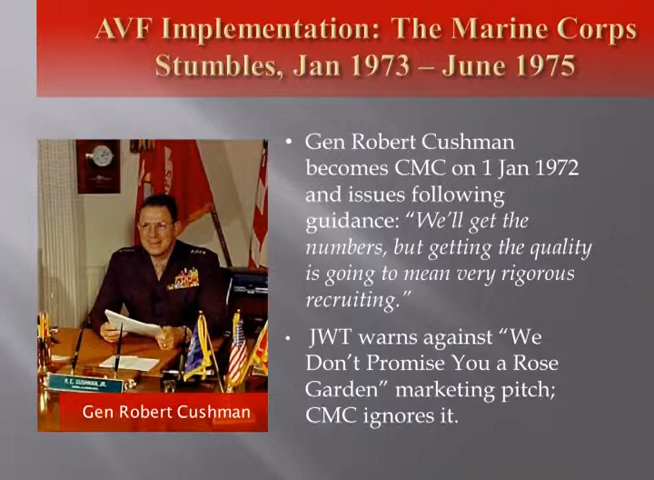 AVF Implementation: The Marine Corps
Stumbles, Jan 1973 – June 1975
• Gen Robert Cushman
becomes CMC on 1 Jan 1972
and issues following
guidance: “We’ll get the
numbers, but getting the quality
is going to mean very rigorous
recruiting.”
• JWT warns against “We
Don’t Promise You a Rose
Garden” marketing pitch;
CMC ignores it.
R. E. CUSHMAN, JR.
Gen Robert Cushman